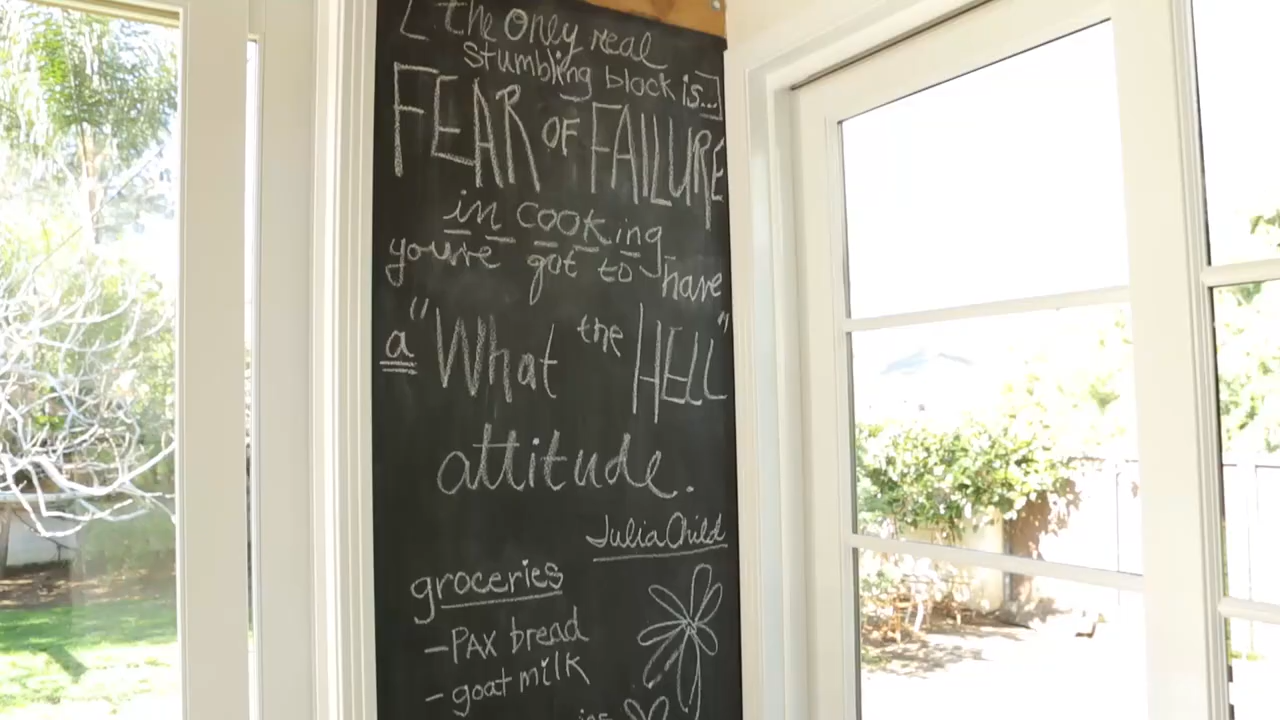 [the only real
stumbling block is...]
FEAR OF FAILURE
in cooking
you've got to have
a "What the HELL"
attitude.
Julia Child
groceries
- PAX bread
- goat milk